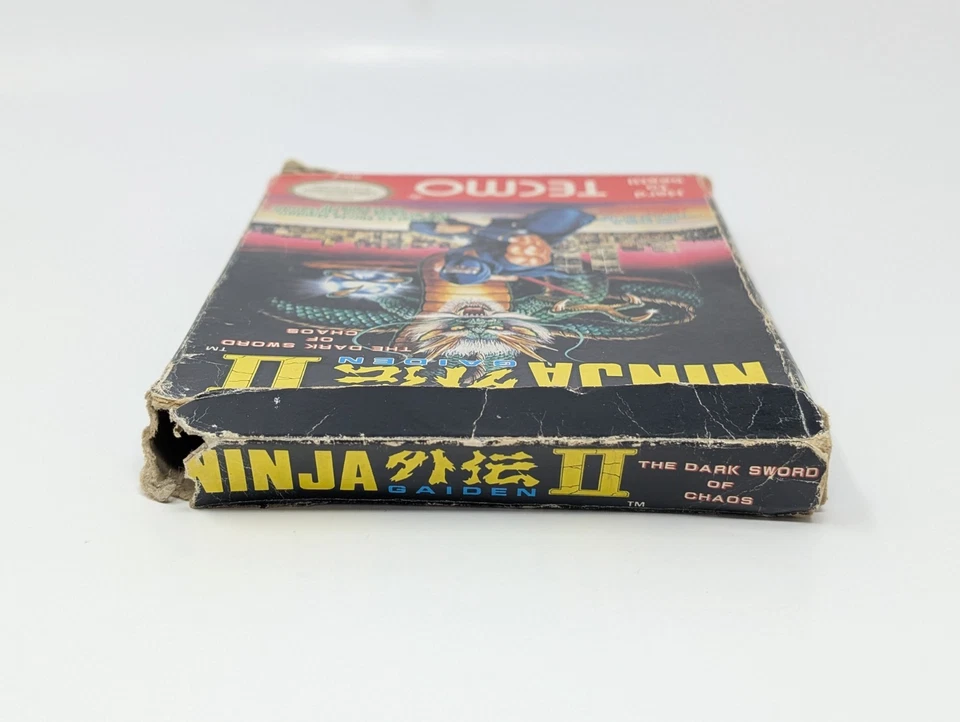 NINJA 外伝 II
GAIDEN
THE DARK SWORD
OF
CHAOS
TM
TECMO®
NINJA 外伝 II
GAIDEN
THE DARK SWORD
OF
CHAOS
TM